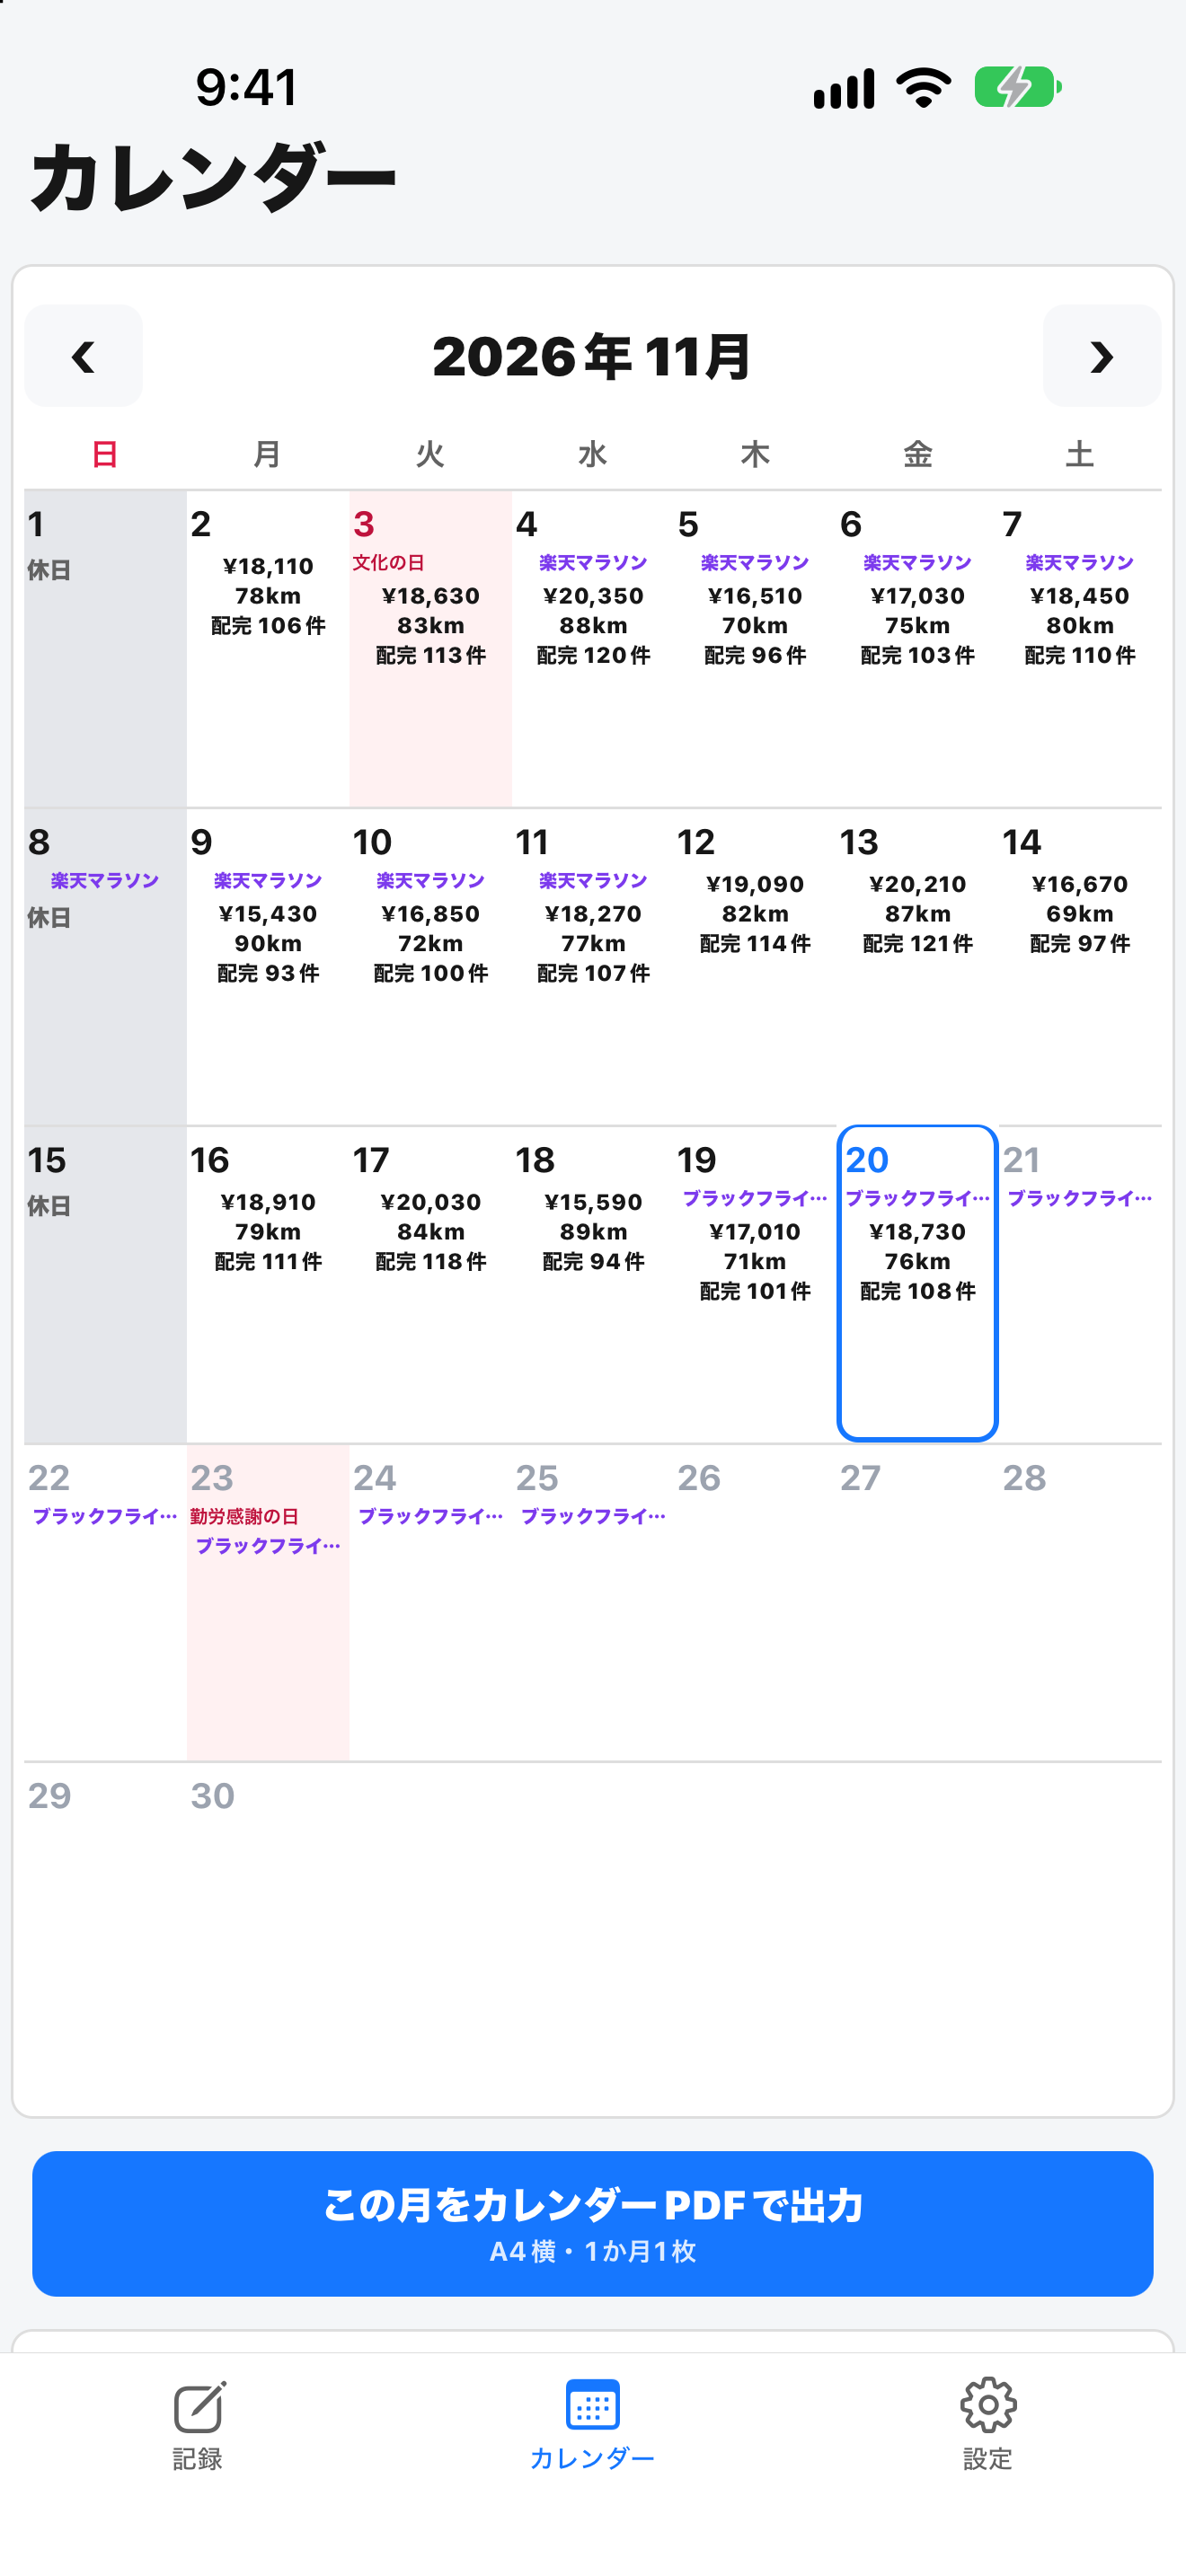 9:41
カレンダー
‹ 2026年 11月 ›
日 月 火 水 木 金 土
1
休日
2
¥18,110
78km
配完 106件
3
文化の日
¥18,630
83km
配完 113件
4
楽天マラソン
¥20,350
88km
配完 120件
5
楽天マラソン
¥16,510
70km
配完 96件
6
楽天マラソン
¥17,030
75km
配完 103件
7
楽天マラソン
¥18,450
80km
配完 110件
8
楽天マラソン
休日
9
楽天マラソン
¥15,430
90km
配完 93件
10
楽天マラソン
¥16,850
72km
配完 100件
11
楽天マラソン
¥18,270
77km
配完 107件
12
¥19,090
82km
配完 114件
13
¥20,210
87km
配完 121件
14
¥16,670
69km
配完 97件
15
休日
16
¥18,910
79km
配完 111件
17
¥20,030
84km
配完 118件
18
¥15,590
89km
配完 94件
19
ブラックフライ…
¥17,010
71km
配完 101件
20
ブラックフライ…
¥18,730
76km
配完 108件
21
ブラックフライ…
22
ブラックフライ…
23
勤労感謝の日
ブラックフライ…
24
ブラックフライ…
25
ブラックフライ…
26
27
28
29
30
この月をカレンダーPDFで出力
A4横・1か月1枚
記録
カレンダー
設定